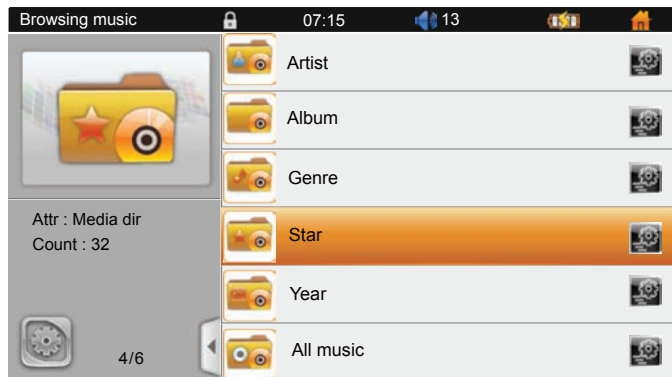 Browsing music 07:15 13
Artist
Album
Genre
Star
Year
All music
Attr : Media dir
Count : 32
4/6